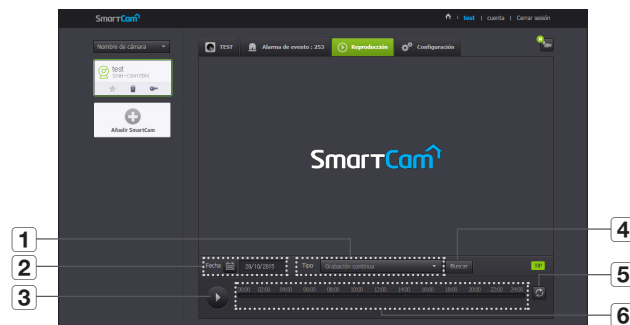 SmartCam
test | cuenta | Cerrar sesión
Nombre de cámara
TEST
Alarma de evento : 253
Reproducción
Configuración
N
test
SNH-C6417BN
Añadir SmartCam
SmartCam
1
2
3
4
5
6
Fecha
28/10/2015
Tipo
Grabación continua
Buscar
TIP
00:00 02:00 04:00 06:00 08:00 10:00 12:00 14:00 16:00 18:00 20:00 22:00 24:00